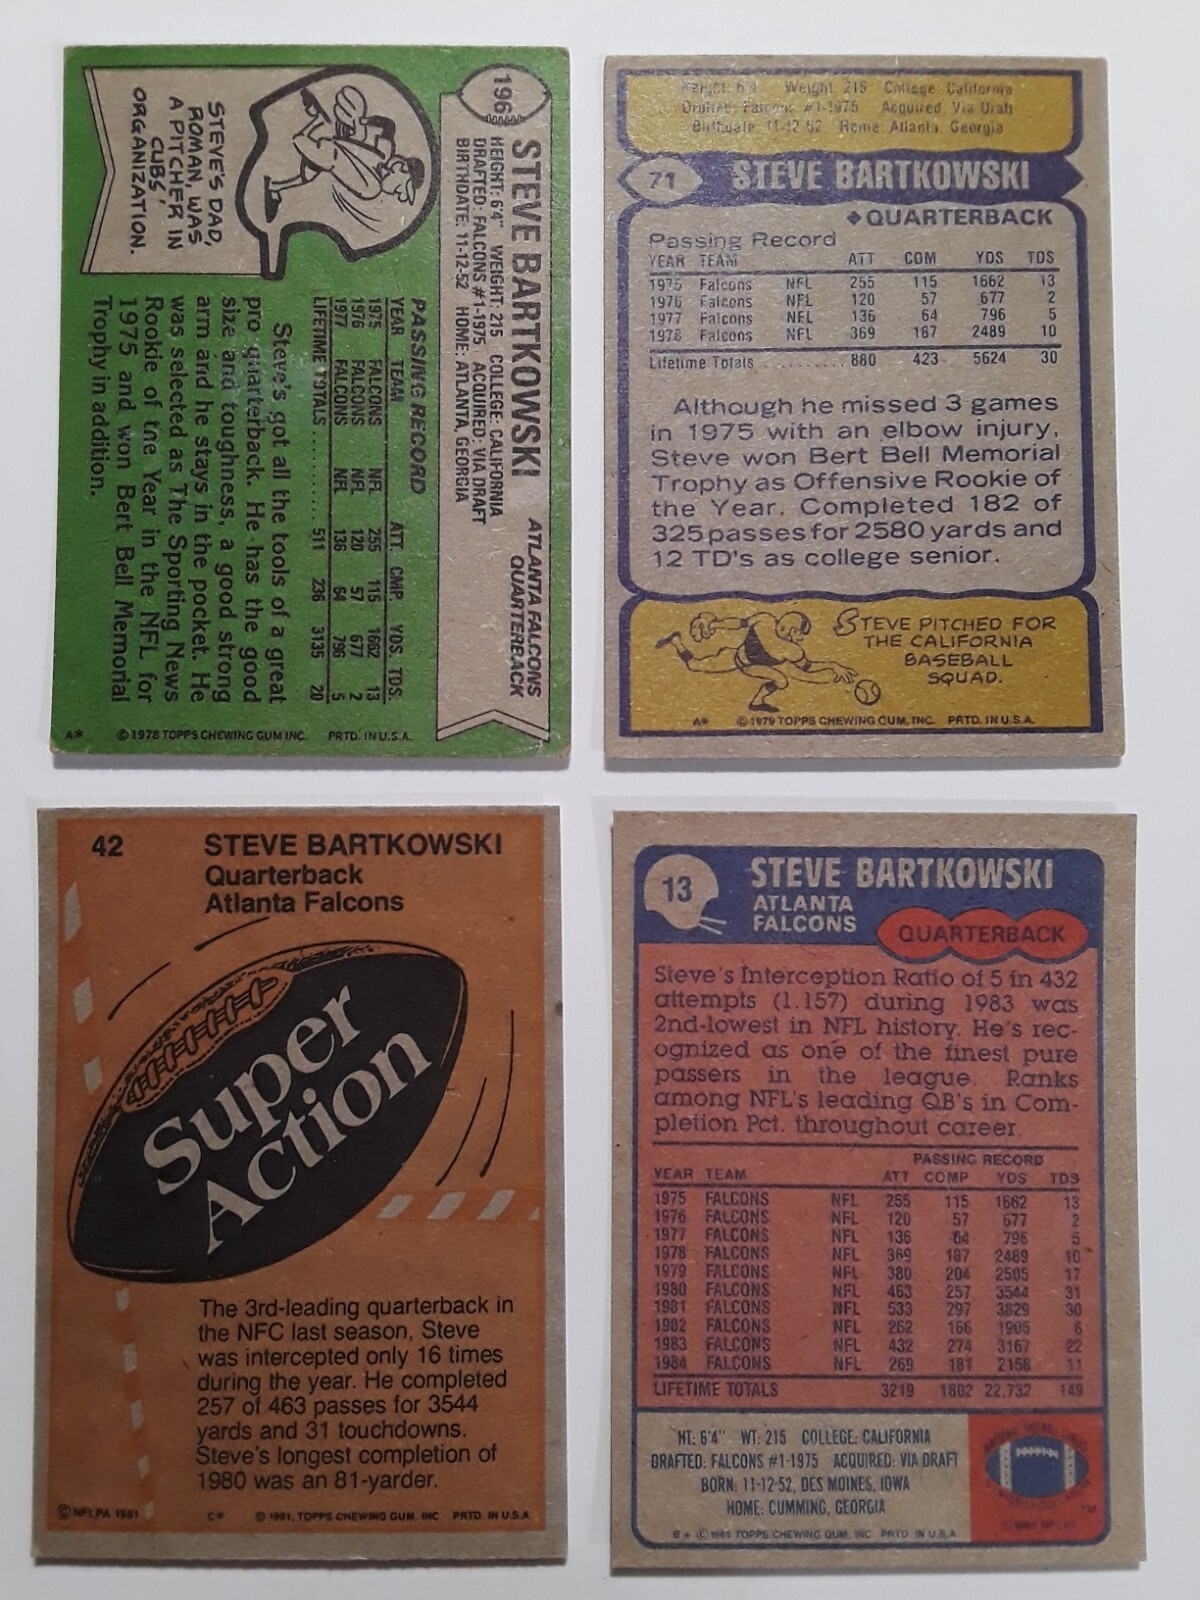 196
STEVE BARTKOWSKI
ATLANTA FALCONS
QUARTERBACK
HEIGHT: 6'4" WEIGHT: 215 COLLEGE: CALIFORNIA
DRAFTED: FALCONS #1-1975 ACQUIRED: VIA DRAFT
BIRTHDATE: 11-12-52 HOME: ATLANTA, GEORGIA
STEVE'S DAD,
ROMAN, WAS
A PITCHER IN
CUBS'
ORGANIZATION.
PASSING RECORD
YEAR TEAM ATT. CMP. YDS. TDS.
1975 FALCONS NFL 255 115 1662 13
1976 FALCONS NFL 120 57 677 2
1977 FALCONS NFL 136 64 796 5
LIFETIME TOTALS........ 511 236 3135 20
Steve's got all the tools of a great
pro quarterback. He has the good
size and toughness, a good strong
arm and he stays in the pocket. He
was selected as The Sporting News
Rookie of the Year in the NFL for
1975 and won Bert Bell Memorial
Trophy in addition.
A* © 1978 TOPPS CHEWING GUM INC. PRTD. IN U.S.A.
Height: 6'4 Weight: 215 College: California
Drafted: Falcons #1-1975 Acquired: Via Draft
Birthdate: 11-12-52 Home: Atlanta, Georgia
71 STEVE BARTKOWSKI
◆QUARTERBACK
Passing Record
YEAR TEAM ATT COM YDS TDS
1975 Falcons NFL 255 115 1662 13
1976 Falcons NFL 120 57 677 2
1977 Falcons NFL 136 64 796 5
1978 Falcons NFL 369 187 2489 10
Lifetime Totals ........... 880 423 5624 30
Although he missed 3 games
in 1975 with an elbow injury,
Steve won Bert Bell Memorial
Trophy as Offensive Rookie of
the Year. Completed 182 of
325 passes for 2580 yards and
12 TD's as college senior.
STEVE PITCHED FOR
THE CALIFORNIA
BASEBALL
SQUAD.
A* © 1979 TOPPS CHEWING GUM, INC. PRTD. IN U.S.A.
42 STEVE BARTKOWSKI
Quarterback
Atlanta Falcons
Super
Action
The 3rd-leading quarterback in
the NFC last season, Steve
was intercepted only 16 times
during the year. He completed
257 of 463 passes for 3544
yards and 31 touchdowns.
Steve's longest completion of
1980 was an 81-yarder.
© NFLPA 1981 C* © 1981, TOPPS CHEWING GUM, INC PRTD IN U.S.A
13 STEVE BARTKOWSKI
ATLANTA
FALCONS
QUARTERBACK
Steve's Interception Ratio of 5 in 432
attempts (1.157) during 1983 was
2nd-lowest in NFL history. He's rec-
ognized as one of the finest pure
passers in the league. Ranks
among NFL's leading QB's in Com-
pletion Pct. throughout career.
PASSING RECORD
YEAR TEAM ATT COMP YDS TDS
1975 FALCONS NFL 255 115 1662 13
1976 FALCONS NFL 120 57 677 2
1977 FALCONS NFL 136 64 796 5
1978 FALCONS NFL 369 187 2489 10
1979 FALCONS NFL 380 204 2505 17
1980 FALCONS NFL 463 257 3544 31
1981 FALCONS NFL 533 297 3829 30
1982 FALCONS NFL 262 166 1905 8
1983 FALCONS NFL 432 274 3167 22
1984 FALCONS NFL 269 181 2158 11
LIFETIME TOTALS 3219 1802 22,732 149
HT: 6'4" WT: 215 COLLEGE: CALIFORNIA
DRAFTED: FALCONS #1-1975 ACQUIRED: VIA DRAFT
BORN: 11-12-52, DES MOINES, IOWA
HOME: CUMMING, GEORGIA
B* © 1985 TOPPS CHEWING GUM, INC. PRTD. IN U.S.A